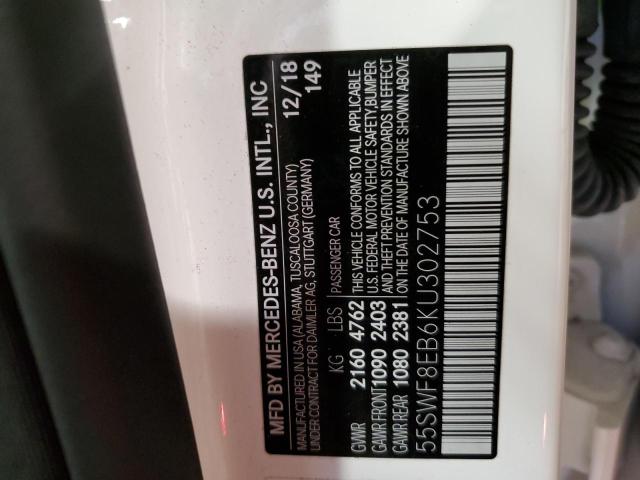 MFD BY MERCEDES-BENZ U.S. INTL., INC
12/18
MANUFACTURED IN USA (ALABAMA, TUSCALOOSA COUNTY)
149
UNDER CONTRACT FOR DAIMLER AG, STUTTGART (GERMANY)
KG LBS PASSENGER CAR
GVWR 2160 4762 THIS VEHICLE CONFORMS TO ALL APPLICABLE
GAWR FRONT 1090 2403 U.S. FEDERAL MOTOR VEHICLE SAFETY, BUMPER
AND THEFT PREVENTION STANDARDS IN EFFECT
GAWR REAR 1080 2381 ON THE DATE OF MANUFACTURE SHOWN ABOVE
55SWF8EB6KU302753